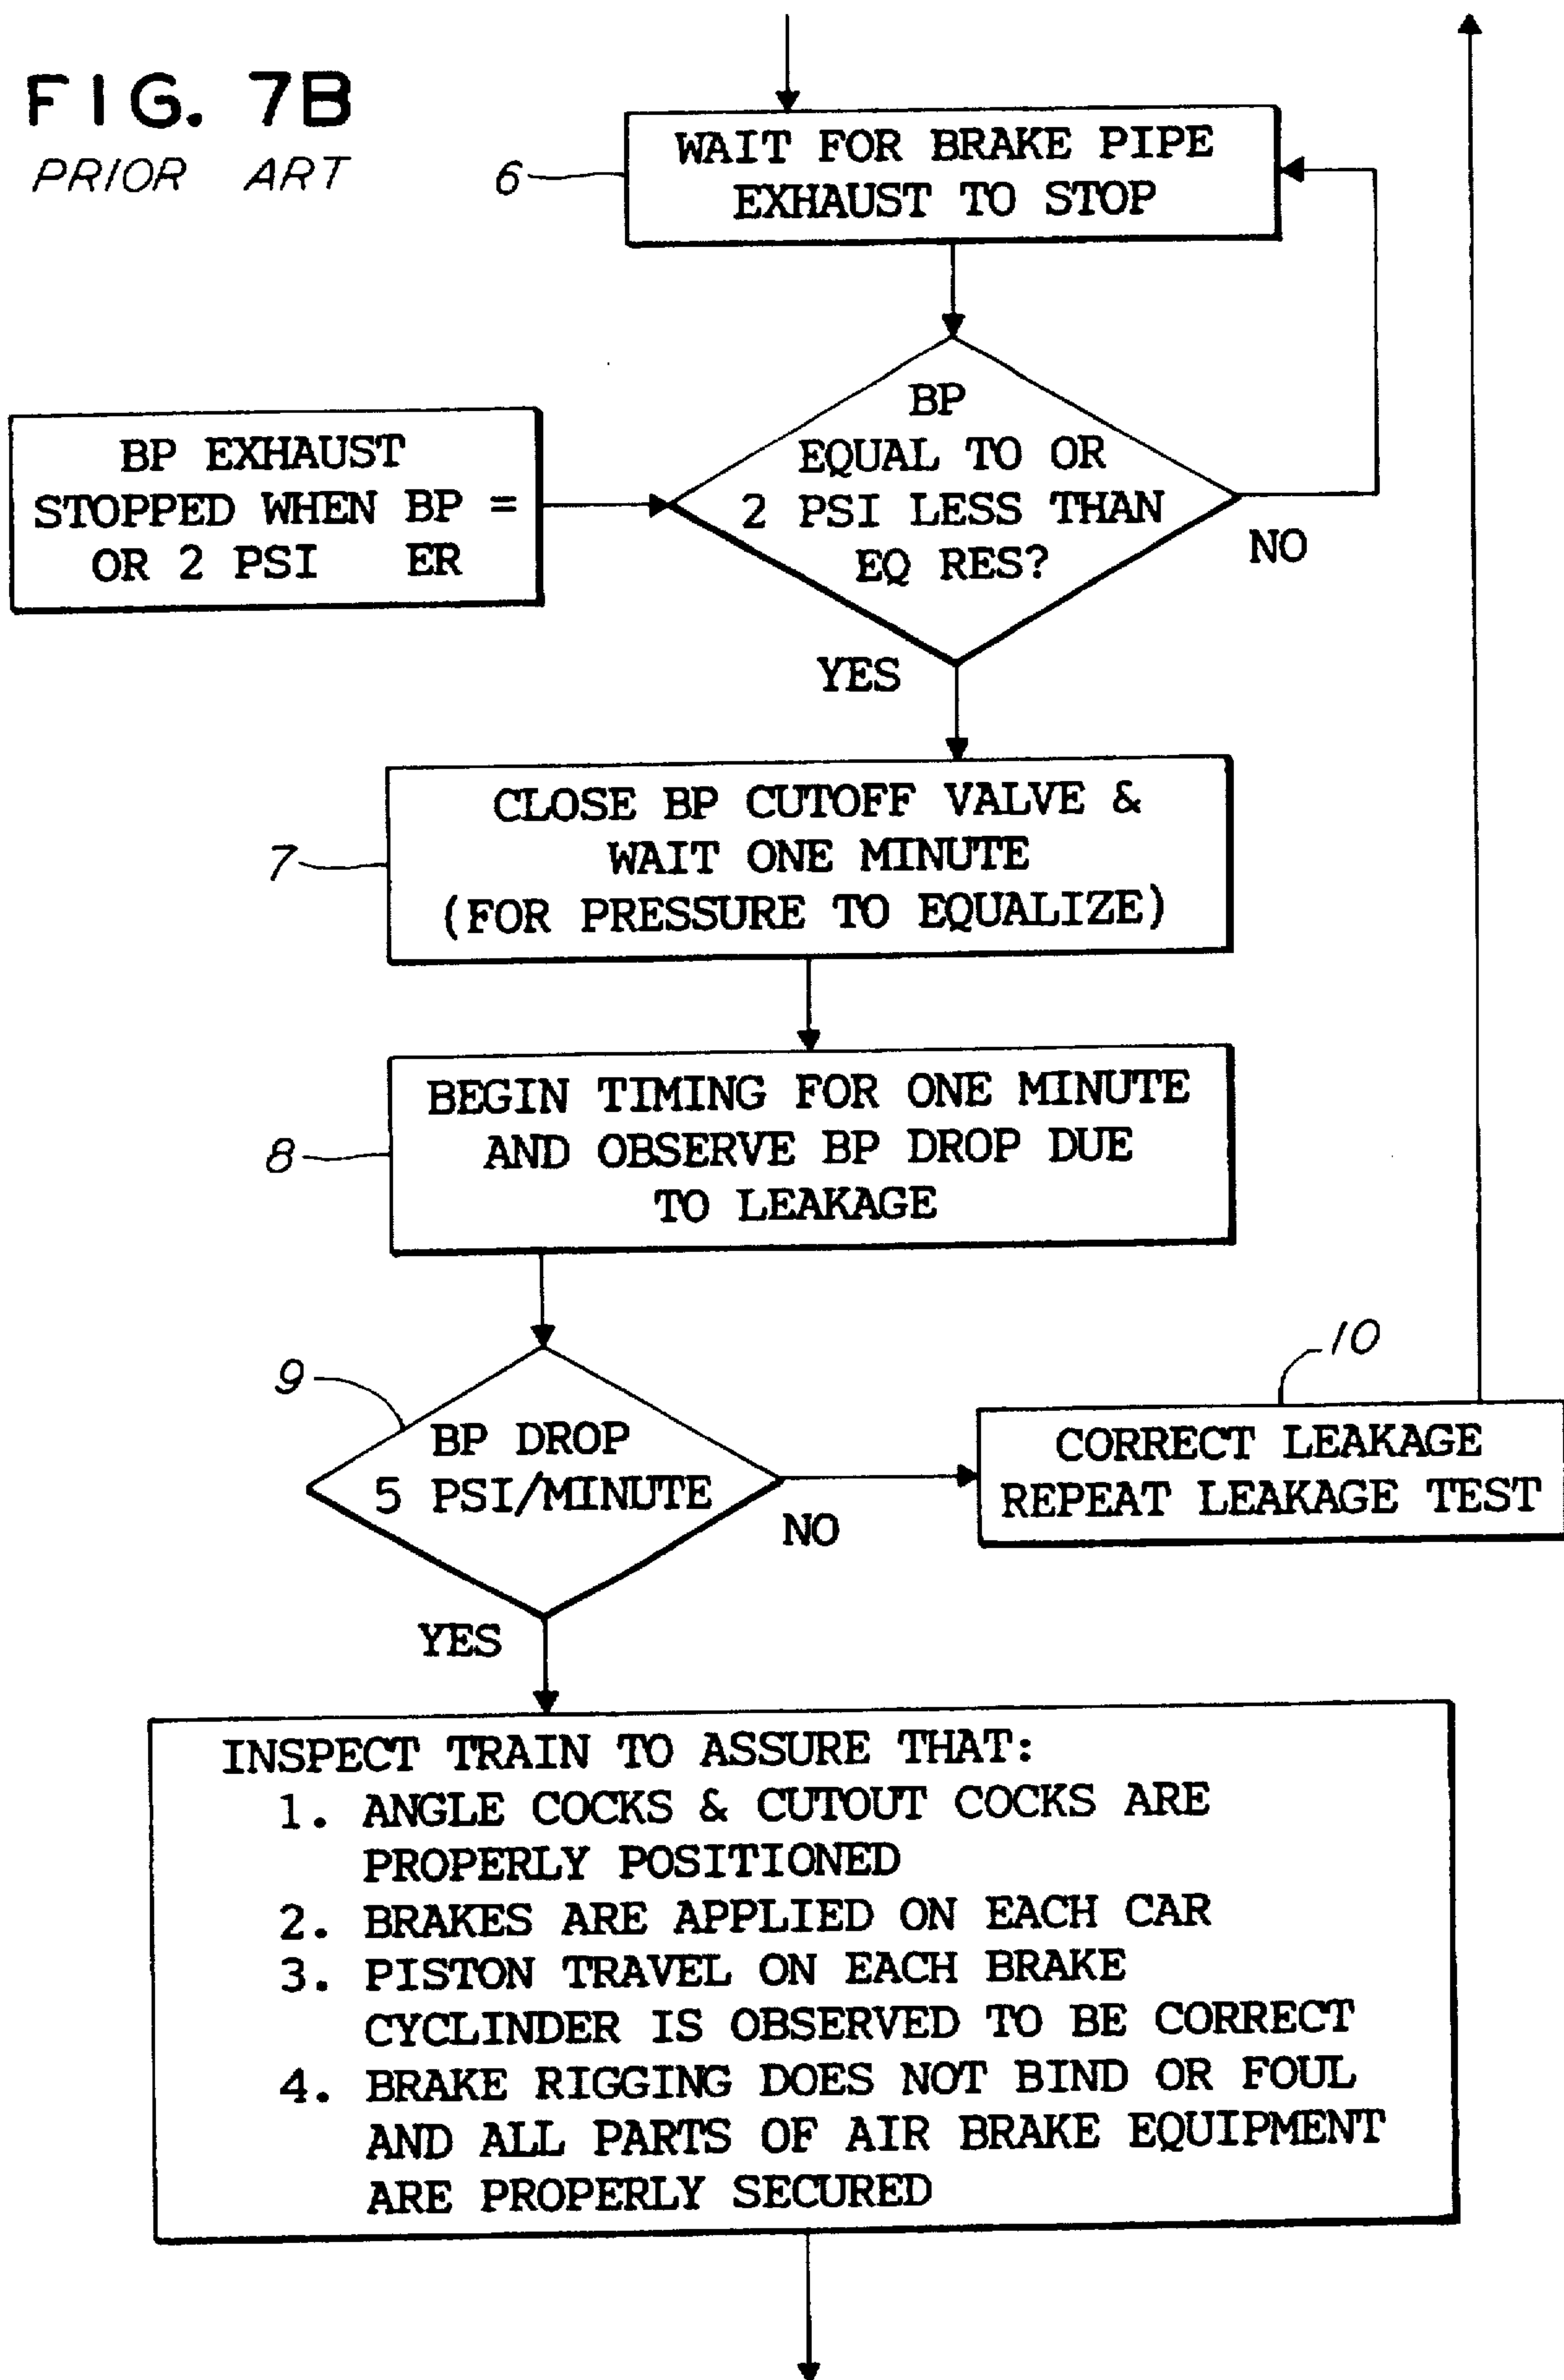 FIG. 7B
PRIOR ART
6
WAIT FOR BRAKE PIPE
EXHAUST TO STOP
BP EXHAUST
STOPPED WHEN BP =
OR 2 PSI ER
BP
EQUAL TO OR
2 PSI LESS THAN
EQ RES?
NO
YES
7
CLOSE BP CUTOFF VALVE &
WAIT ONE MINUTE
(FOR PRESSURE TO EQUALIZE)
8
BEGIN TIMING FOR ONE MINUTE
AND OBSERVE BP DROP DUE
TO LEAKAGE
9
BP DROP
5 PSI/MINUTE
NO
10
CORRECT LEAKAGE
REPEAT LEAKAGE TEST
YES
INSPECT TRAIN TO ASSURE THAT:
1. ANGLE COCKS & CUTOUT COCKS ARE
PROPERLY POSITIONED
2. BRAKES ARE APPLIED ON EACH CAR
3. PISTON TRAVEL ON EACH BRAKE
CYCLINDER IS OBSERVED TO BE CORRECT
4. BRAKE RIGGING DOES NOT BIND OR FOUL
AND ALL PARTS OF AIR BRAKE EQUIPMENT
ARE PROPERLY SECURED